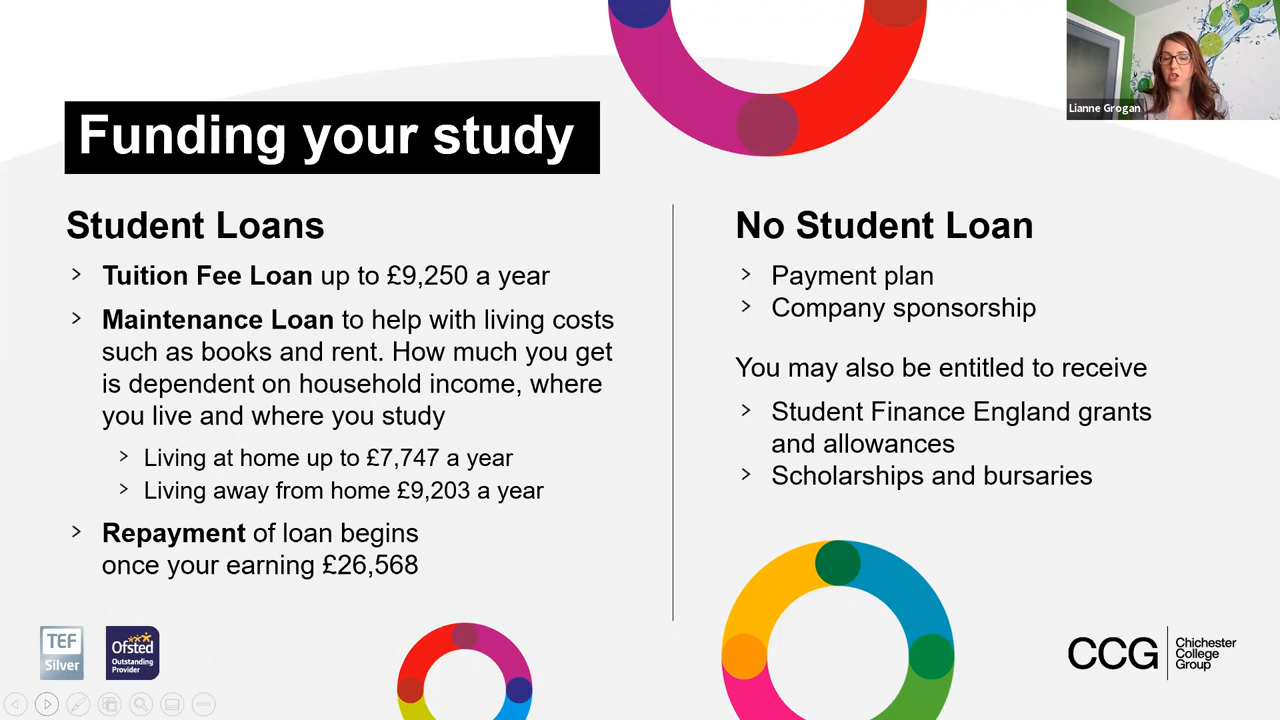 Lianne Grogan
Funding your study
Student Loans
> Tuition Fee Loan up to £9,250 a year
> Maintenance Loan to help with living costs
such as books and rent. How much you get
is dependent on household income, where
you live and where you study
> Living at home up to £7,747 a year
> Living away from home £9,203 a year
> Repayment of loan begins
once your earning £26,568
No Student Loan
> Payment plan
> Company sponsorship
You may also be entitled to receive
> Student Finance England grants
and allowances
> Scholarships and bursaries
TEF
Silver
Ofsted
Outstanding
Provider
CCG
Chichester
College
Group